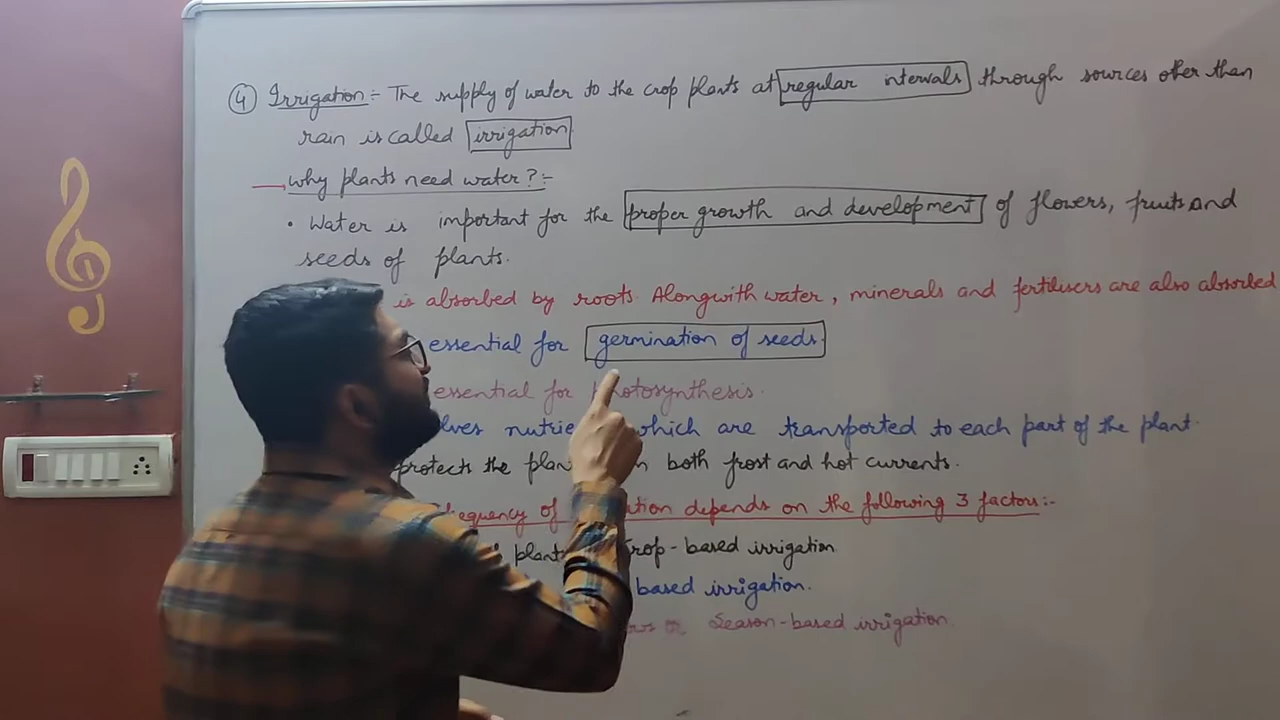 ④ Irrigation:- The supply of water to the crop plants at regular intervals through sources other than
rain is called irrigation.
→ why plants need water?:-
• Water is important for the proper growth and development of flowers, fruits and
seeds of plants.
is absorbed by roots. Alongwith water, minerals and fertilisers are also absorbed
essential for germination of seeds.
essential for photosynthesis.
which are transported to each part of the plant.
protects the both frost and hot currents.
of depends on the following 3 factors:-
crop-based irrigation
based irrigation.
Season-based irrigation.